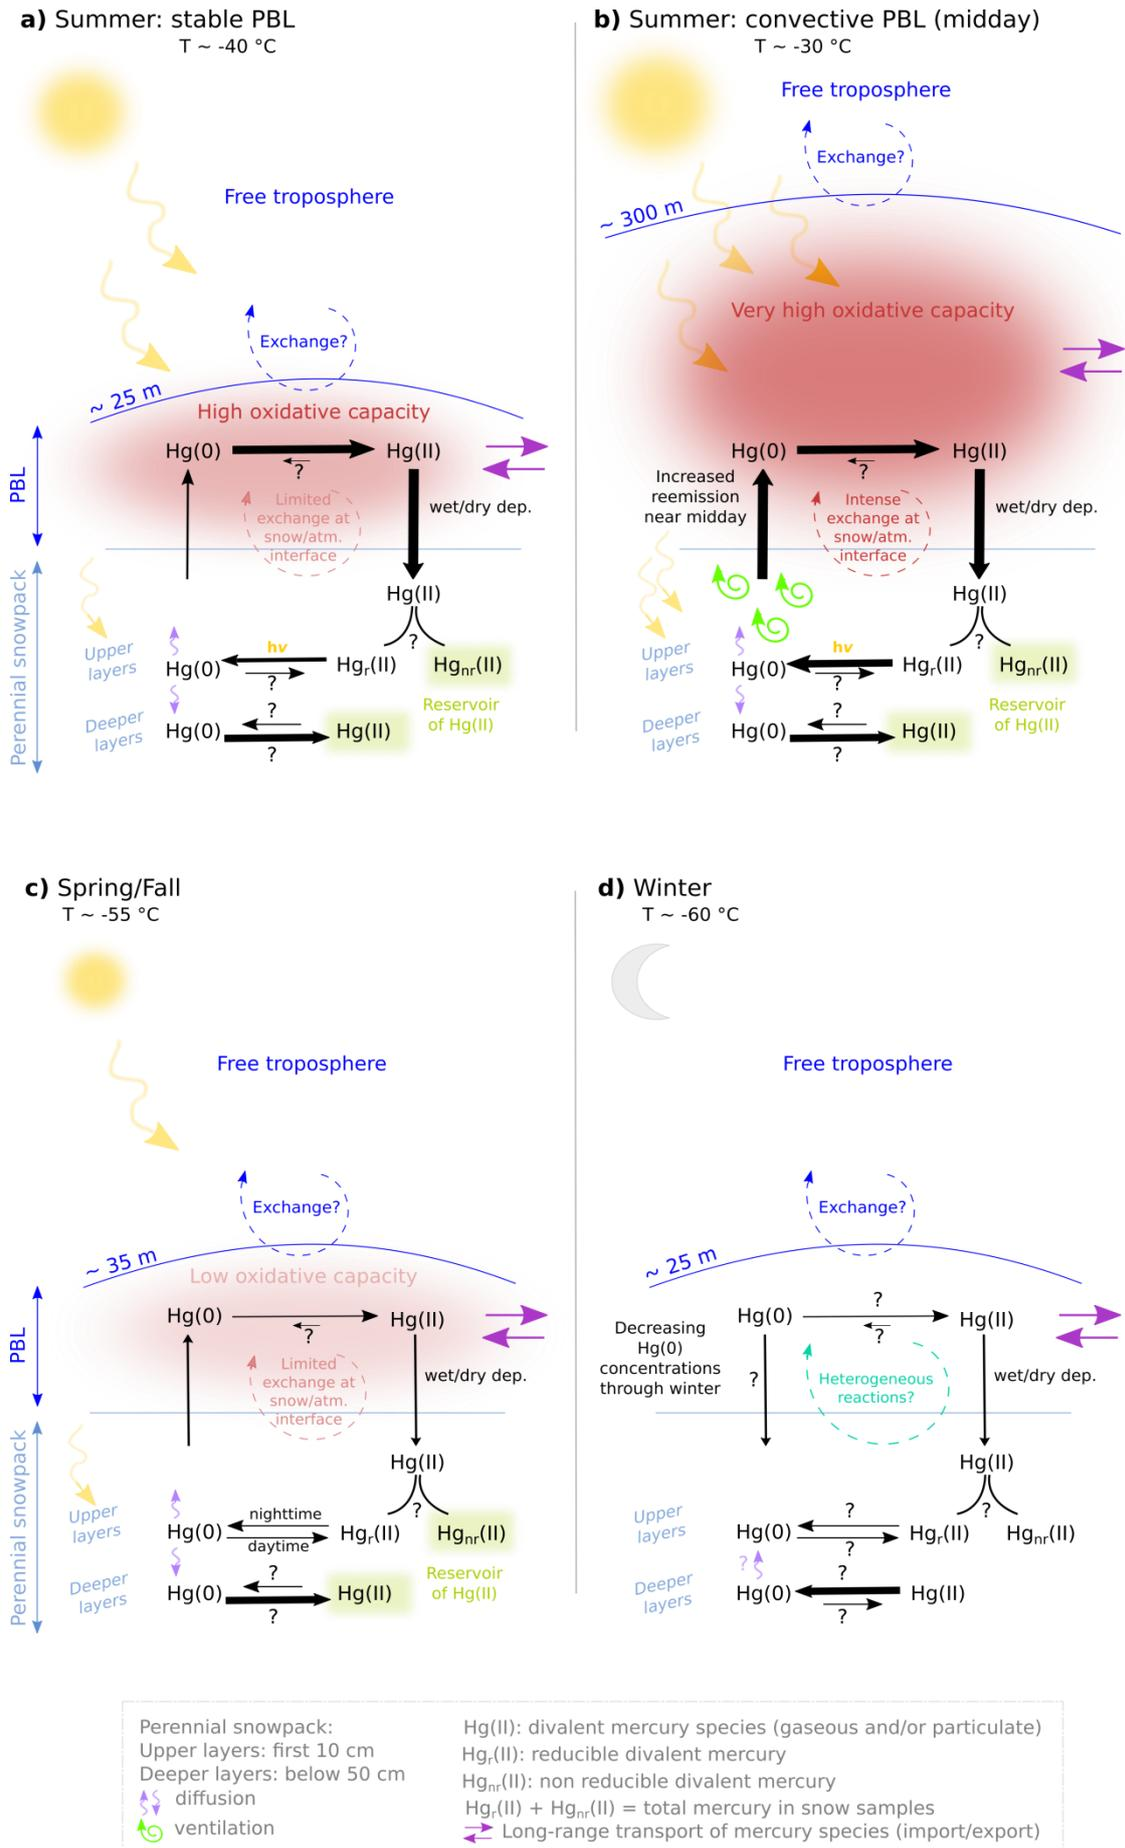 a) Summer: stable PBL
T ~ -40 °C
Free troposphere
Exchange?
~ 25 m
High oxidative capacity
Hg(0)
Hg(II)
?
PBL
Limited
exchange at
snow/atm.
interface
wet/dry dep.
Hg(II)
?
Perennial snowpack
Upper
layers
Hg(0)
hν
?
Hgr(II)
Hgnr(II)
Reservoir
of Hg(II)
Deeper
layers
Hg(0)
?
?
Hg(II)
b) Summer: convective PBL (midday)
T ~ -30 °C
Free troposphere
Exchange?
~ 300 m
Very high oxidative capacity
Hg(0)
Hg(II)
?
Increased
reemission
near midday
Intense
exchange at
snow/atm.
interface
wet/dry dep.
Hg(II)
?
Upper
layers
Hg(0)
hν
?
Hgr(II)
Hgnr(II)
Reservoir
of Hg(II)
Deeper
layers
Hg(0)
?
?
Hg(II)
c) Spring/Fall
T ~ -55 °C
Free troposphere
Exchange?
~ 35 m
Low oxidative capacity
Hg(0)
Hg(II)
?
PBL
Limited
exchange at
snow/atm.
interface
wet/dry dep.
Hg(II)
?
Perennial snowpack
Upper
layers
Hg(0)
nighttime
daytime
Hgr(II)
Hgnr(II)
Reservoir
of Hg(II)
Deeper
layers
Hg(0)
?
?
Hg(II)
d) Winter
T ~ -60 °C
Free troposphere
Exchange?
~ 25 m
Hg(0)
?
?
Hg(II)
Decreasing
Hg(0)
concentrations
through winter
?
Heterogeneous
reactions?
wet/dry dep.
Hg(II)
?
Upper
layers
Hg(0)
?
?
Hgr(II)
Hgnr(II)
?
Deeper
layers
Hg(0)
?
?
Hg(II)
Perennial snowpack:
Upper layers: first 10 cm
Deeper layers: below 50 cm
diffusion
ventilation
Hg(II): divalent mercury species (gaseous and/or particulate)
Hgr(II): reducible divalent mercury
Hgnr(II): non reducible divalent mercury
Hgr(II) + Hgnr(II) = total mercury in snow samples
Long-range transport of mercury species (import/export)